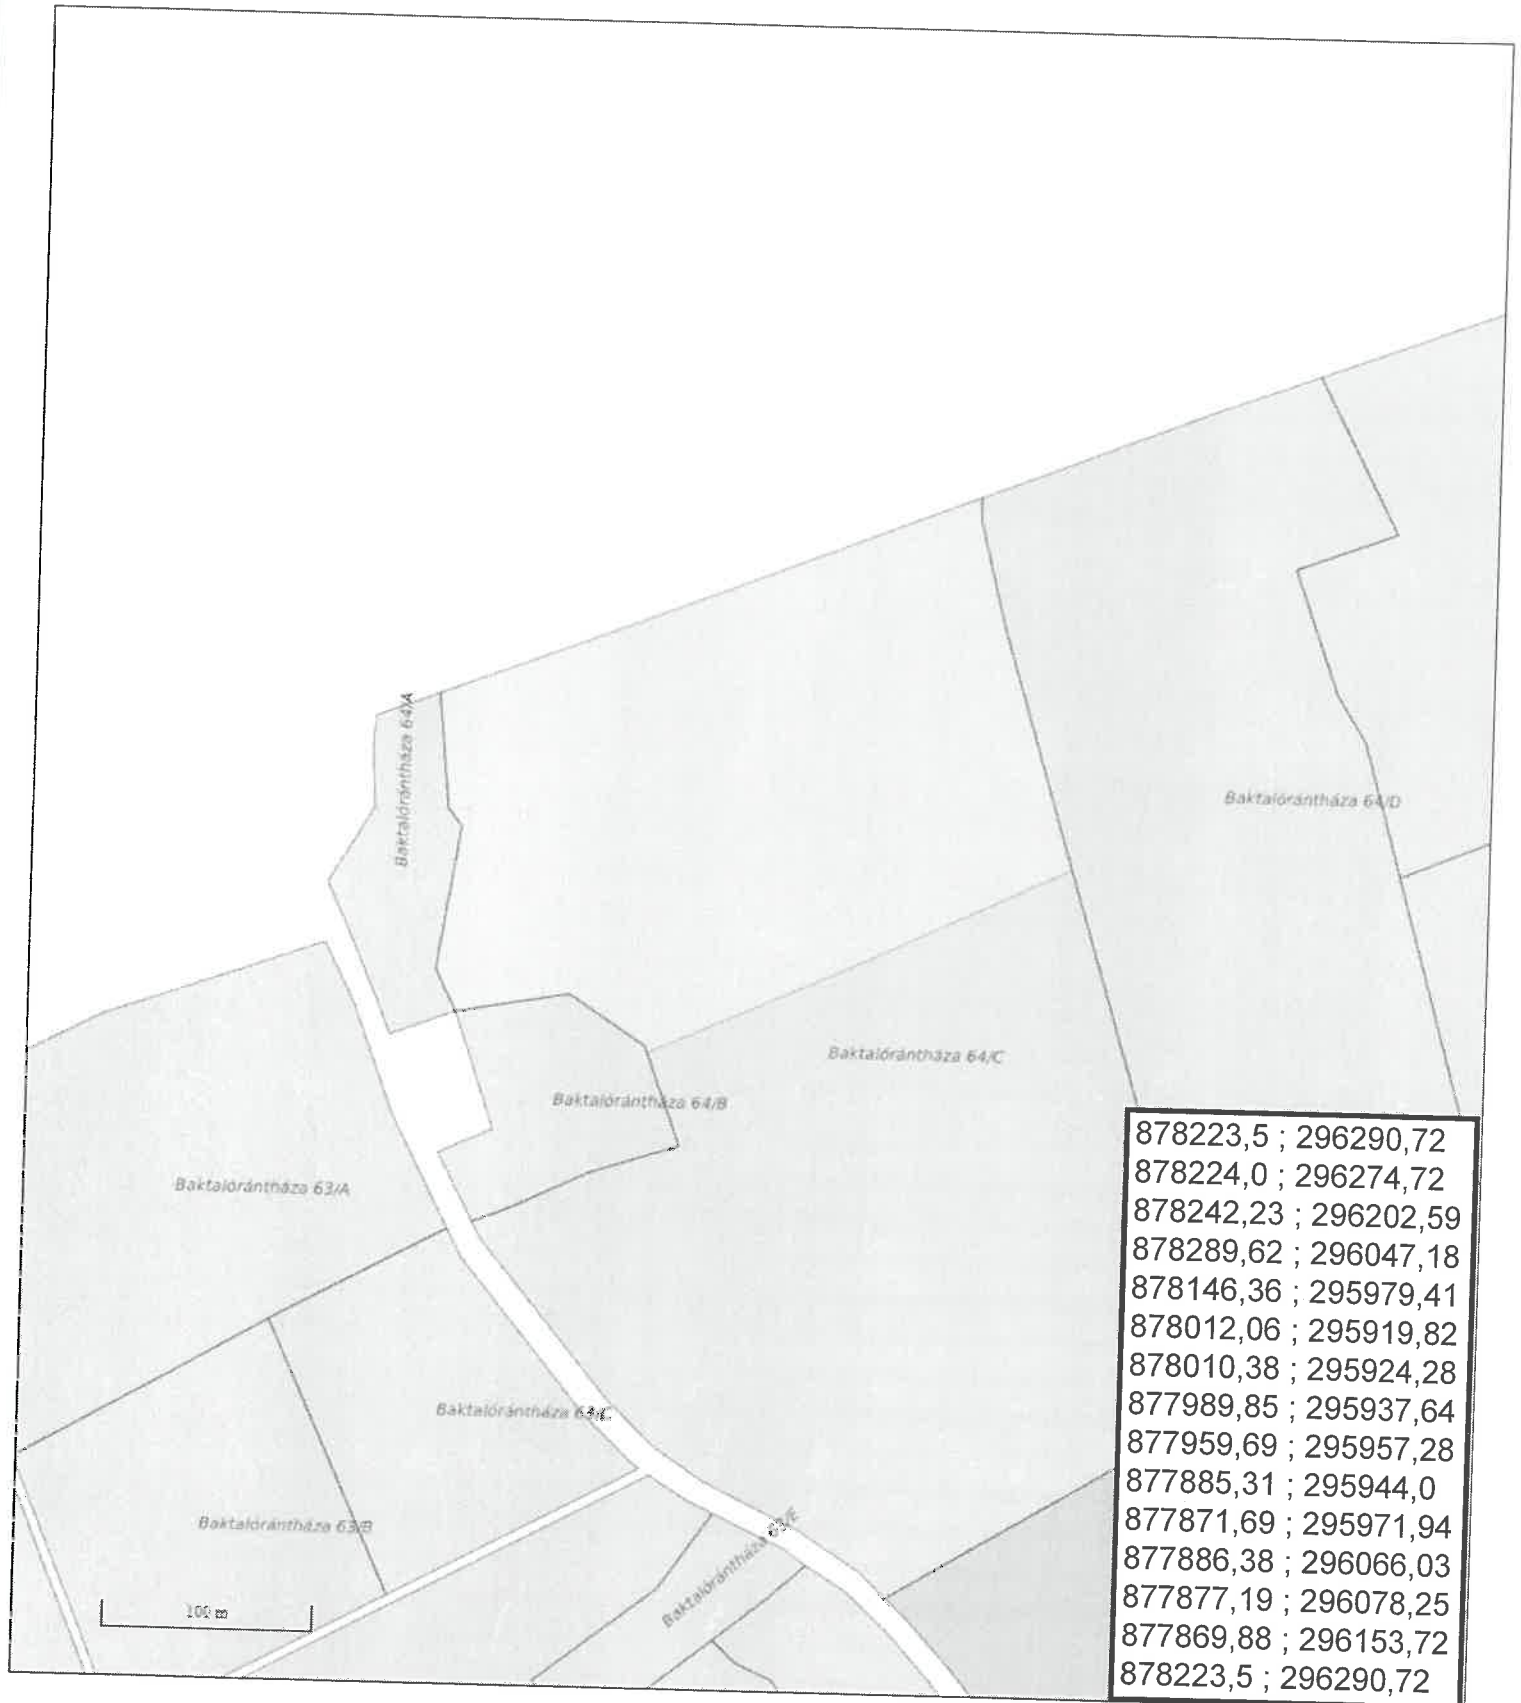 Baktalórántháza 64/A
Baktalórántháza 64/D
Baktalórántháza 64/C
Baktalórántháza 64/B
Baktalórántháza 63/A
Baktalórántháza
Baktalórántháza 63/B
Baktalórántháza 63/E
100 m
878223,5 ; 296290,72
878224,0 ; 296274,72
878242,23 ; 296202,59
878289,62 ; 296047,18
878146,36 ; 295979,41
878012,06 ; 295919,82
878010,38 ; 295924,28
877989,85 ; 295937,64
877959,69 ; 295957,28
877885,31 ; 295944,0
877871,69 ; 295971,94
877886,38 ; 296066,03
877877,19 ; 296078,25
877869,88 ; 296153,72
878223,5 ; 296290,72